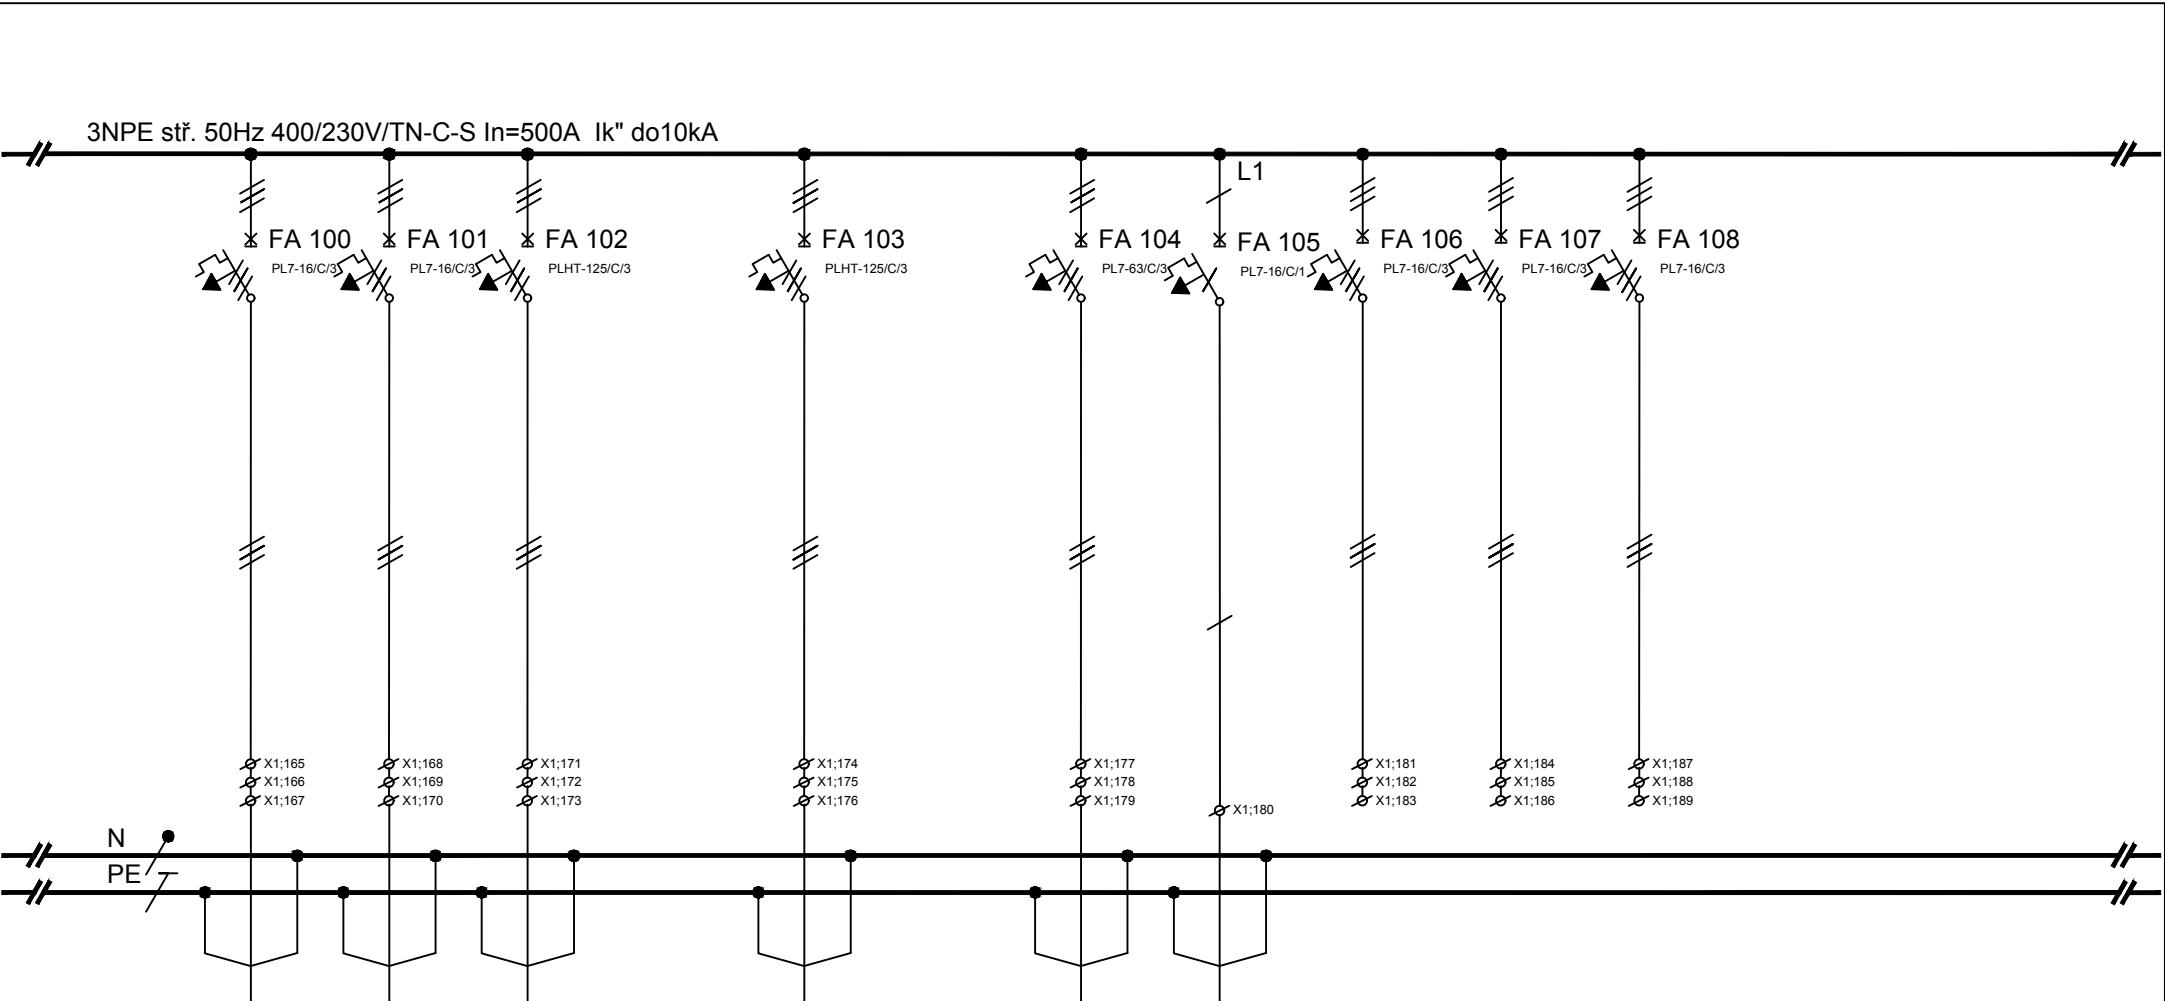 3NPE stř. 50Hz 400/230V/TN-C-S In=500A Ik" do10kA
L1
FA 100
PL7-16/C/3
FA 101
PL7-16/C/3
FA 102
PLHT-125/C/3
FA 103
PLHT-125/C/3
FA 104
PL7-63/C/3
FA 105
PL7-16/C/1
FA 106
PL7-16/C/3
FA 107
PL7-16/C/3
FA 108
PL7-16/C/3
X1;165
X1;166
X1;167
X1;168
X1;169
X1;170
X1;171
X1;172
X1;173
X1;174
X1;175
X1;176
X1;177
X1;178
X1;179
X1;180
X1;181
X1;182
X1;183
X1;184
X1;185
X1;186
X1;187
X1;188
X1;189
N
PE